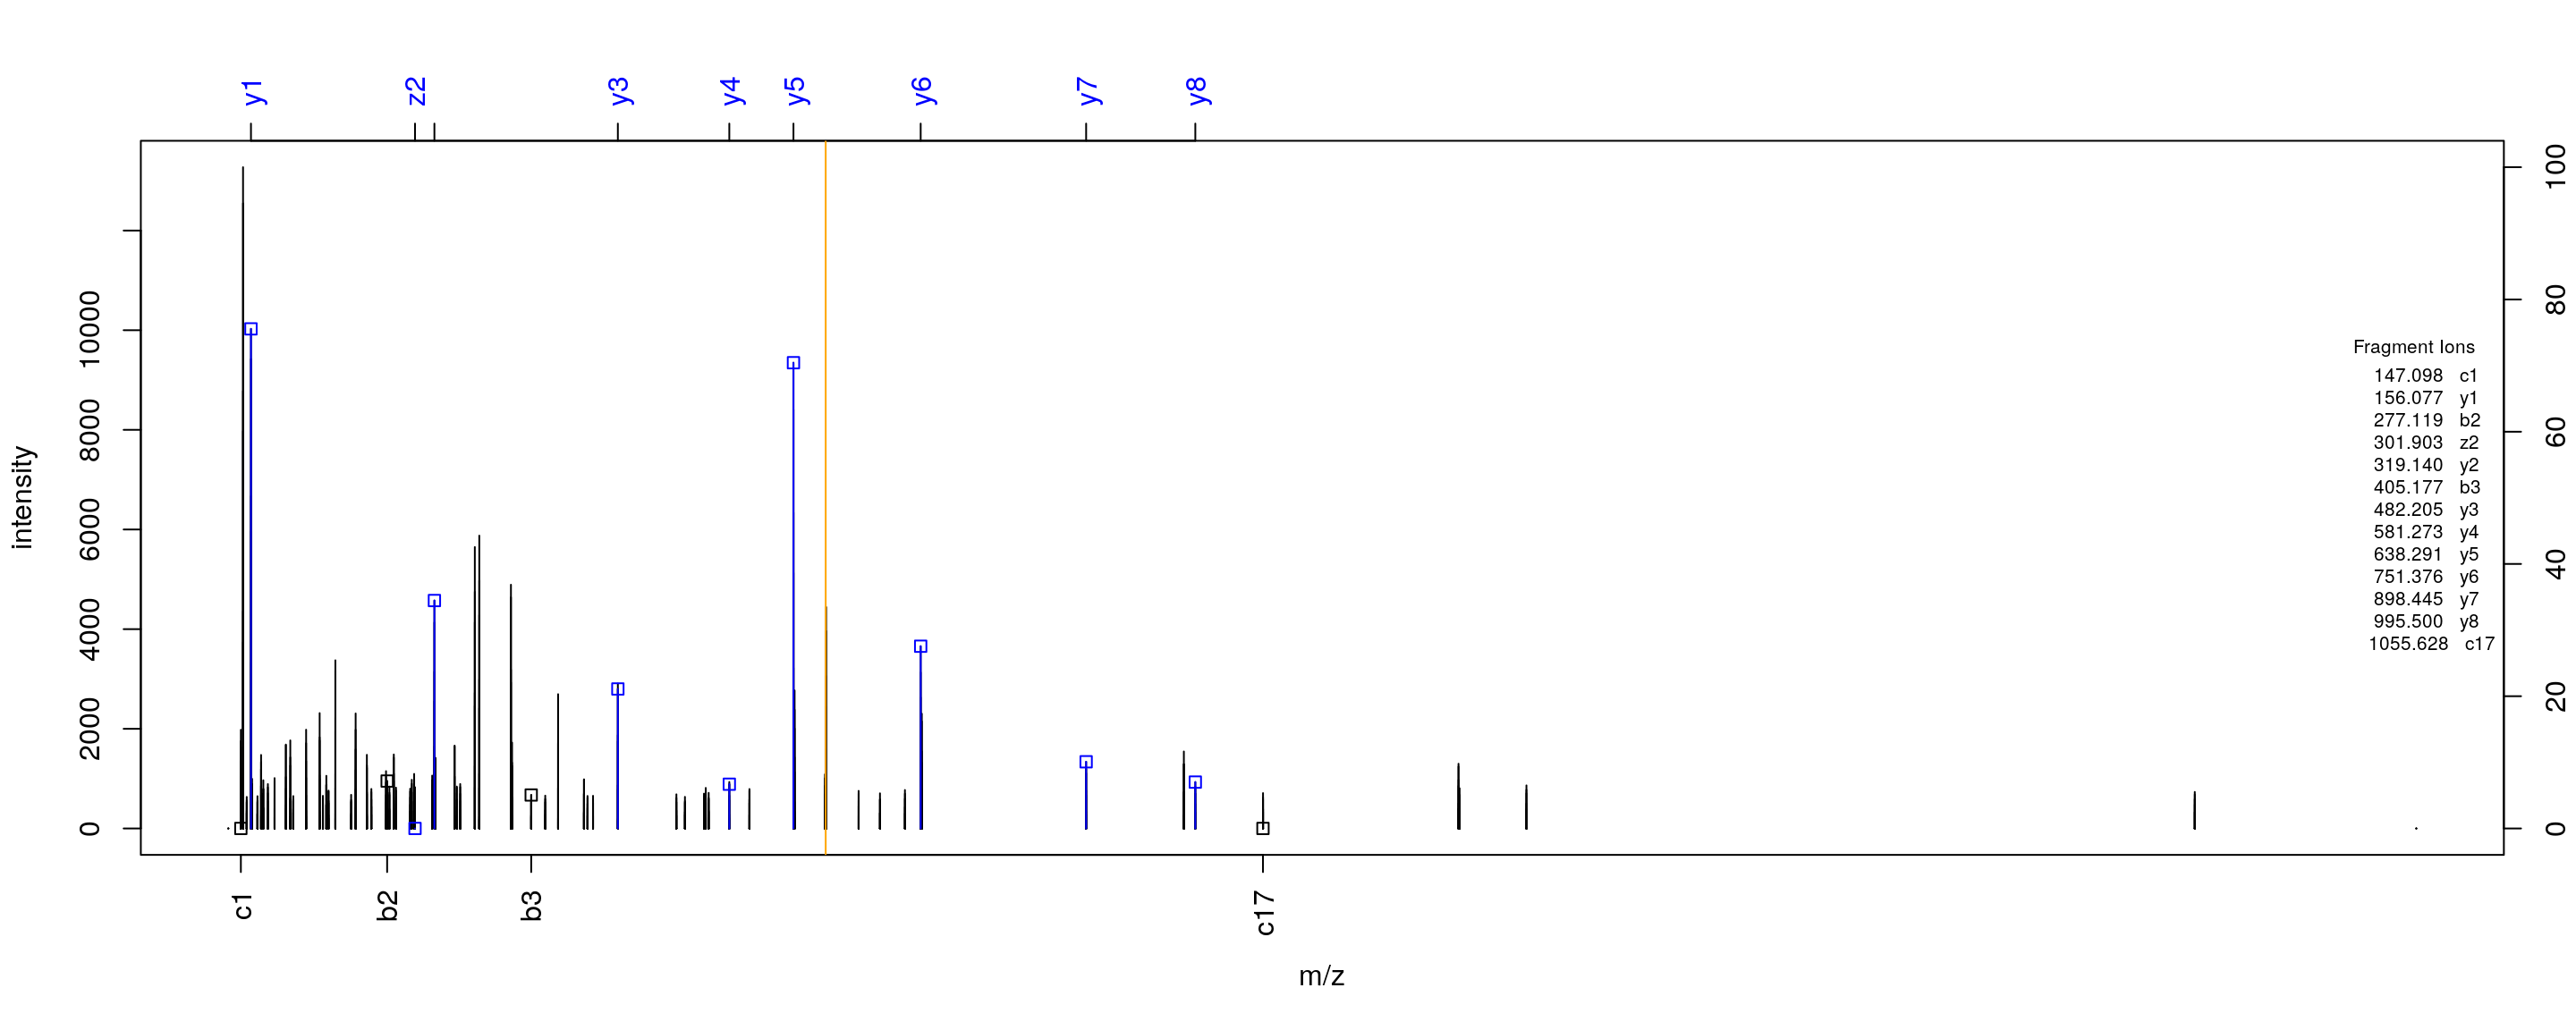 y1 z2 y3 y4 y5 y6 y7 y8
100
80
60
40
20
0
intensity
10000
8000
6000
4000
2000
0
Fragment Ions
147.098 c1
156.077 y1
277.119 b2
301.903 z2
319.140 y2
405.177 b3
482.205 y3
581.273 y4
638.291 y5
751.376 y6
898.445 y7
995.500 y8
1055.628 c17
c1 b2 b3 c17
m/z